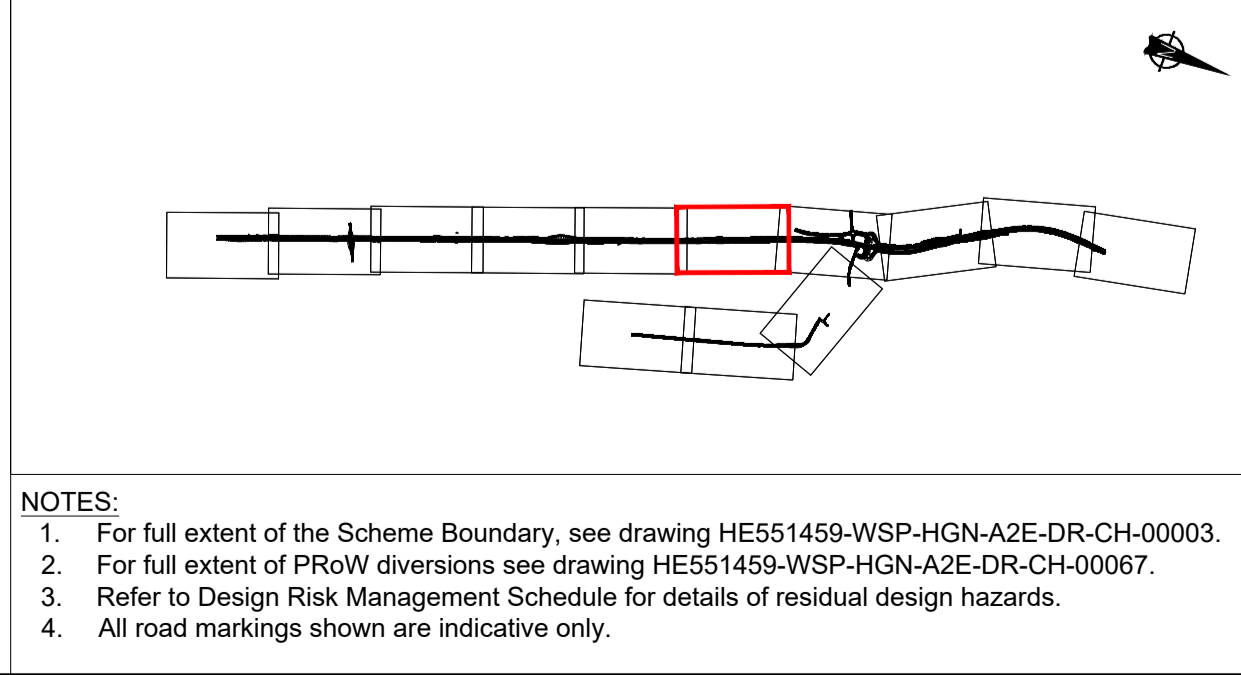 N
NOTES:
1. For full extent of the Scheme Boundary, see drawing HE551459-WSP-HGN-A2E-DR-CH-00003.
2. For full extent of PRoW diversions see drawing HE551459-WSP-HGN-A2E-DR-CH-00067.
3. Refer to Design Risk Management Schedule for details of residual design hazards.
4. All road markings shown are indicative only.